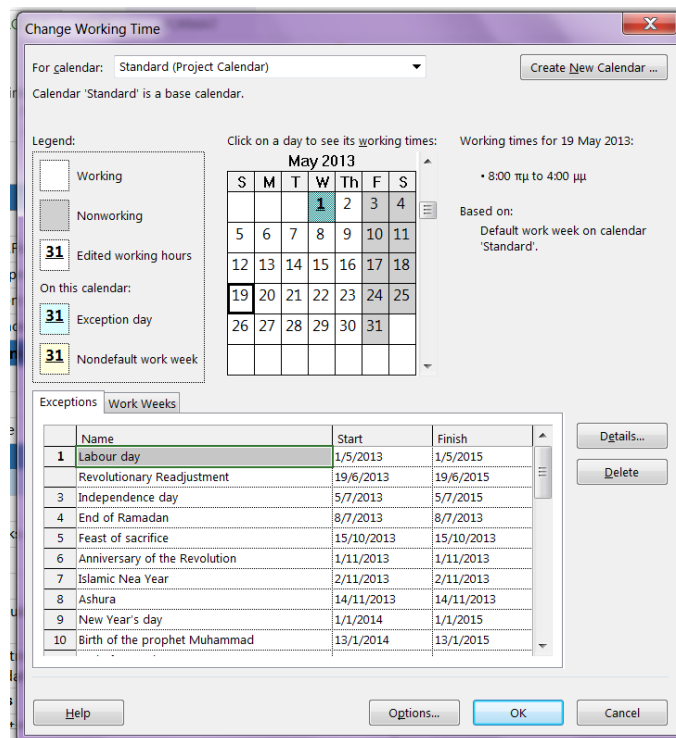 Change Working Time
For calendar: Standard (Project Calendar)
Create New Calendar ...
Calendar 'Standard' is a base calendar.
Legend:
Working
Nonworking
31 Edited working hours
On this calendar:
31 Exception day
31 Nondefault work week
Click on a day to see its working times:
May 2013
S M T W Th F S
1 2 3 4
5 6 7 8 9 10 11
12 13 14 15 16 17 18
19 20 21 22 23 24 25
26 27 28 29 30 31
Working times for 19 May 2013:
• 8:00 πμ to 4:00 μμ
Based on:
Default work week on calendar
'Standard'.
Exceptions Work Weeks
Name Start Finish
1 Labour day 1/5/2013 1/5/2015
Revolutionary Readjustment 19/6/2013 19/6/2015
3 Independence day 5/7/2013 5/7/2015
4 End of Ramadan 8/7/2013 8/7/2013
5 Feast of sacrifice 15/10/2013 15/10/2013
6 Anniversary of the Revolution 1/11/2013 1/11/2013
7 Islamic Nea Year 2/11/2013 2/11/2013
8 Ashura 14/11/2013 14/11/2013
9 New Year's day 1/1/2014 1/1/2015
10 Birth of the prophet Muhammad 13/1/2014 13/1/2015
Details...
Delete
Help
Options...
OK
Cancel